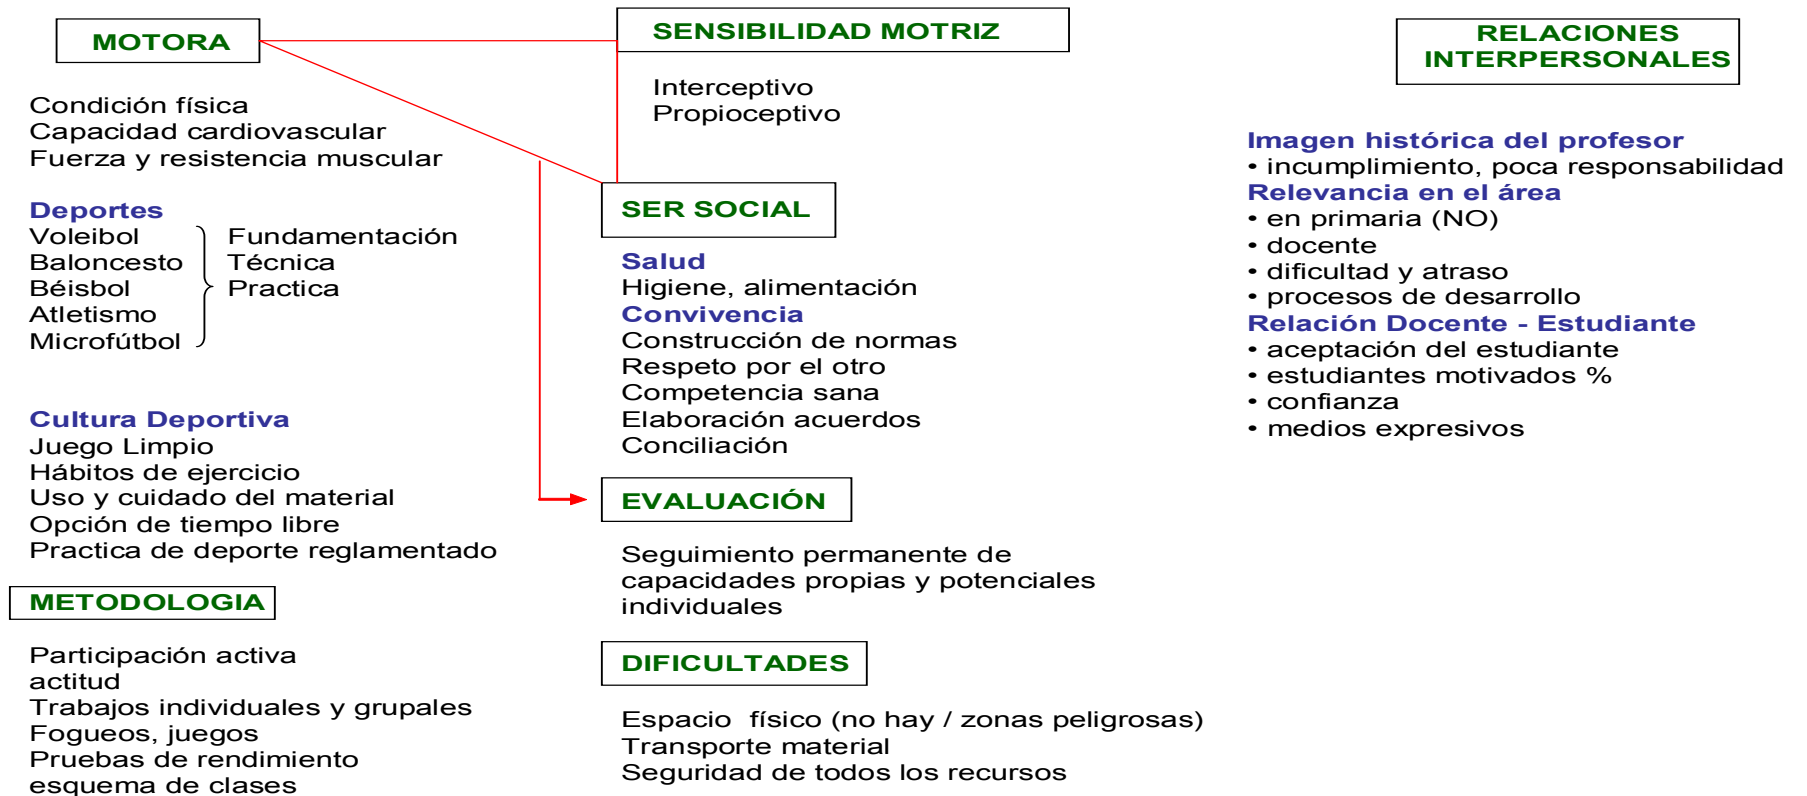 MOTORA
Condición física
Capacidad cardiovascular
Fuerza y resistencia muscular
Deportes
Voleibol
Baloncesto
Béisbol
Atletismo
Microfútbol
Fundamentación
Técnica
Practica
Cultura Deportiva
Juego Limpio
Hábitos de ejercicio
Uso y cuidado del material
Opción de tiempo libre
Practica de deporte reglamentado
METODOLOGIA
Participación activa
actitud
Trabajos individuales y grupales
Fogueos, juegos
Pruebas de rendimiento
esquema de clases
SENSIBILIDAD MOTRIZ
Interceptivo
Propioceptivo
SER SOCIAL
Salud
Higiene, alimentación
Convivencia
Construcción de normas
Respeto por el otro
Competencia sana
Elaboración acuerdos
Conciliación
EVALUACIÓN
Seguimiento permanente de
capacidades propias y potenciales
individuales
DIFICULTADES
Espacio físico (no hay / zonas peligrosas)
Transporte material
Seguridad de todos los recursos
RELACIONES
INTERPERSONALES
Imagen histórica del profesor
• incumplimiento, poca responsabilidad
Relevancia en el área
• en primaria (NO)
• docente
• dificultad y atraso
• procesos de desarrollo
Relación Docente - Estudiante
• aceptación del estudiante
• estudiantes motivados %
• confianza
• medios expresivos